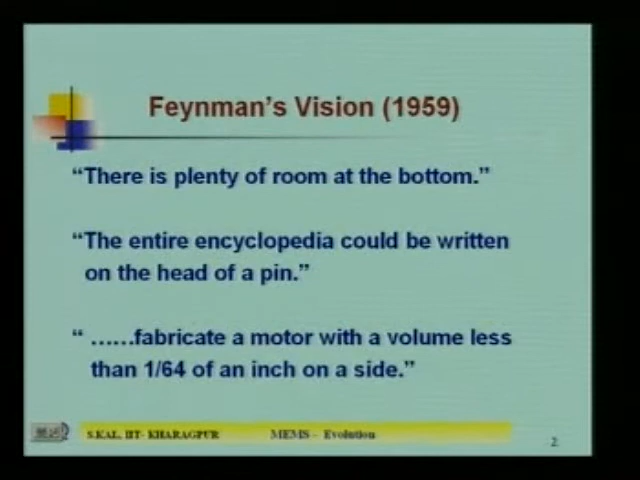 Feynman's Vision (1959)
“There is plenty of room at the bottom.”
“The entire encyclopedia could be written
on the head of a pin.”
“ ......fabricate a motor with a volume less
than 1/64 of an inch on a side.”
S.KAL, IIT- KHARAGPUR MEMS – Evolution 2